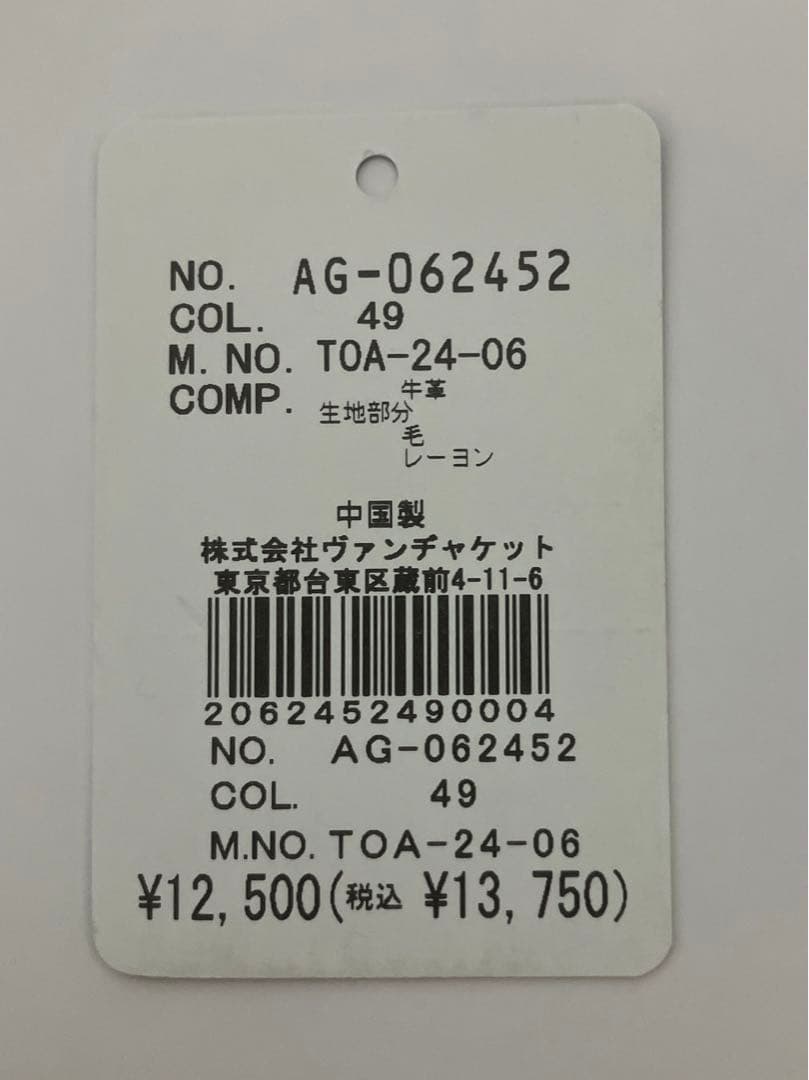 NO. AG-062452
COL. 49
M. NO. TOA-24-06
COMP. 牛革
生地部分
毛
レーヨン
中国製
株式会社ヴァンヂャケット
東京都台東区蔵前4-11-6
2062452490004
NO. AG-062452
COL. 49
M.NO. TOA-24-06
¥12,500(税込 ¥13,750)